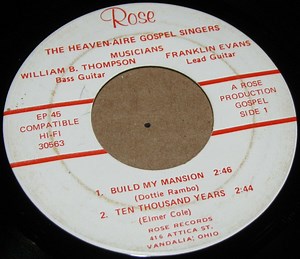 Rose
THE HEAVEN-AIRE GOSPEL SINGERS
MUSICIANS
WILLIAM B. THOMPSON
Bass Guitar
FRANKLIN EVANS
Lead Guitar
EP 45
COMPATIBLE
HI-FI
30563
A ROSE
PRODUCTION
GOSPEL
SIDE 1
1. BUILD MY MANSION 2:46
(Dottie Rambo)
2. TEN THOUSAND YEARS 2:44
(Elmer Cole)
ROSE RECORDS
416 ATTICA ST.
VANDALIA, OHIO